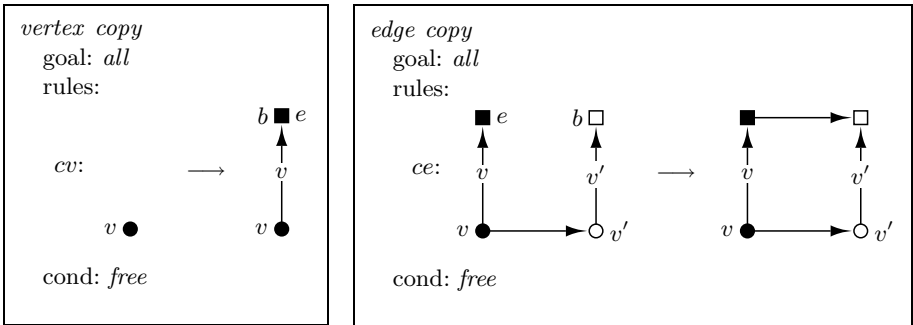 vertex copy
goal: all
rules:
b e
cv: ⟶ v
v v
cond: free
edge copy
goal: all
rules:
e b
ce: v v′ ⟶ v v′
v v′ v v′
cond: free